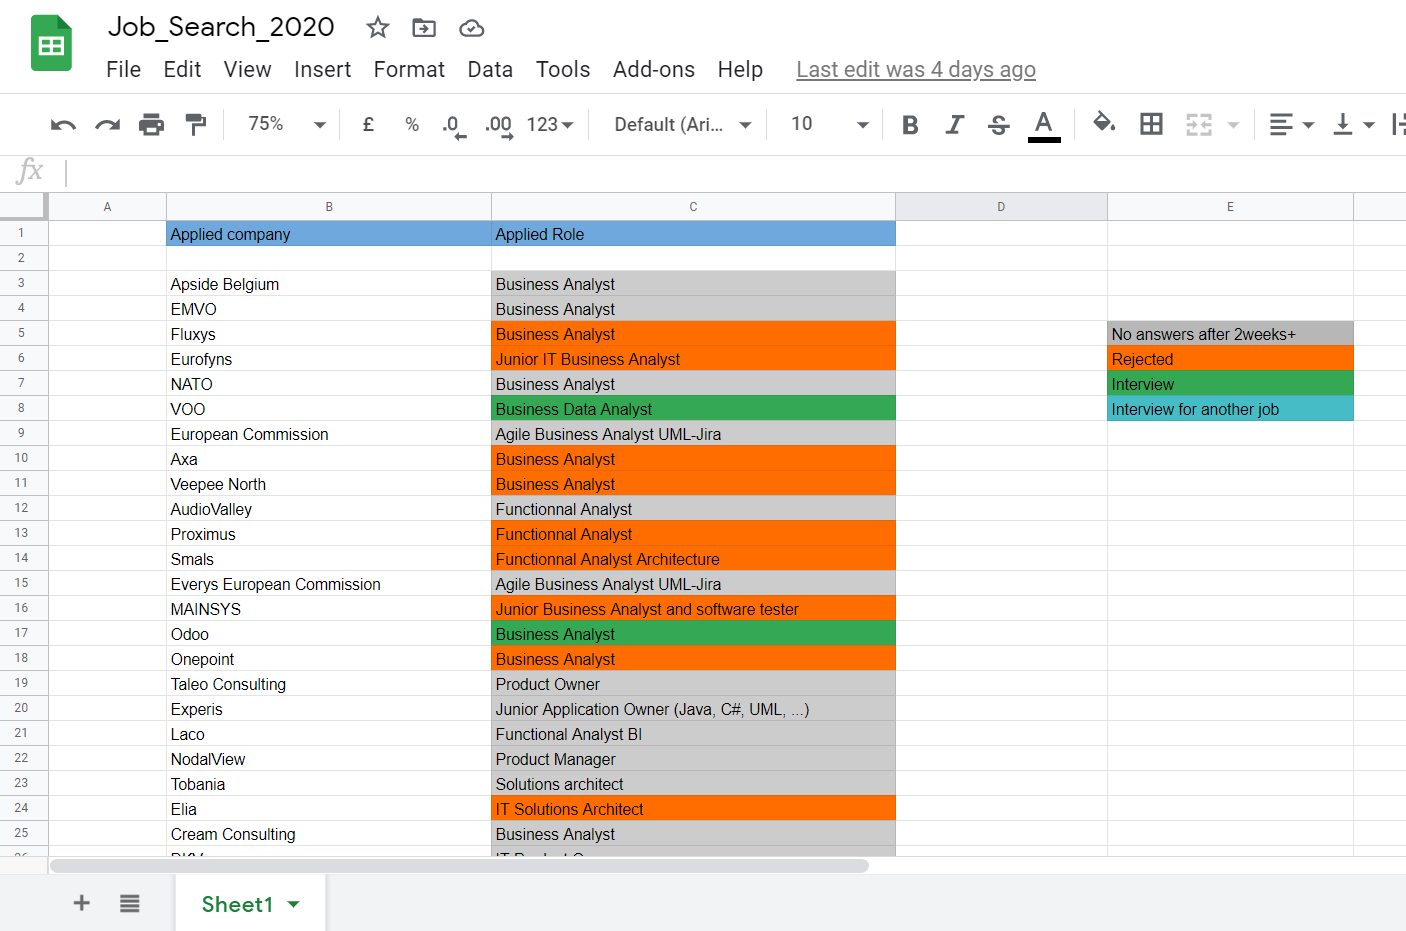 Job_Search_2020
File Edit View Insert Format Data Tools Add-ons Help Last edit was 4 days ago
75% £ % .0 .00 123 Default (Ari... 10 B I S A
fx
A B C D E
1 Applied company Applied Role
2
3 Apside Belgium Business Analyst
4 EMVO Business Analyst
5 Fluxys Business Analyst No answers after 2weeks+
6 Eurofyns Junior IT Business Analyst Rejected
7 NATO Business Analyst Interview
8 VOO Business Data Analyst Interview for another job
9 European Commission Agile Business Analyst UML-Jira
10 Axa Business Analyst
11 Veepee North Business Analyst
12 AudioValley Functionnal Analyst
13 Proximus Functionnal Analyst
14 Smals Functionnal Analyst Architecture
15 Everys European Commission Agile Business Analyst UML-Jira
16 MAINSYS Junior Business Analyst and software tester
17 Odoo Business Analyst
18 Onepoint Business Analyst
19 Taleo Consulting Product Owner
20 Experis Junior Application Owner (Java, C#, UML, ...)
21 Laco Functional Analyst BI
22 NodalView Product Manager
23 Tobania Solutions architect
24 Elia IT Solutions Architect
25 Cream Consulting Business Analyst
Sheet1